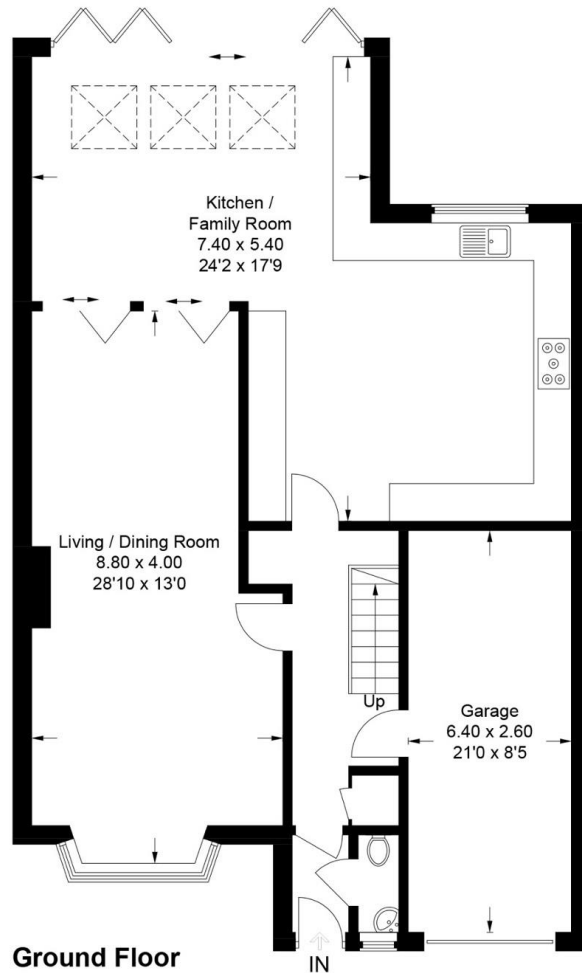 Kitchen /
Family Room
7.40 x 5.40
24'2 x 17'9
Living / Dining Room
8.80 x 4.00
28'10 x 13'0
Up
Garage
6.40 x 2.60
21'0 x 8'5
Ground Floor
IN